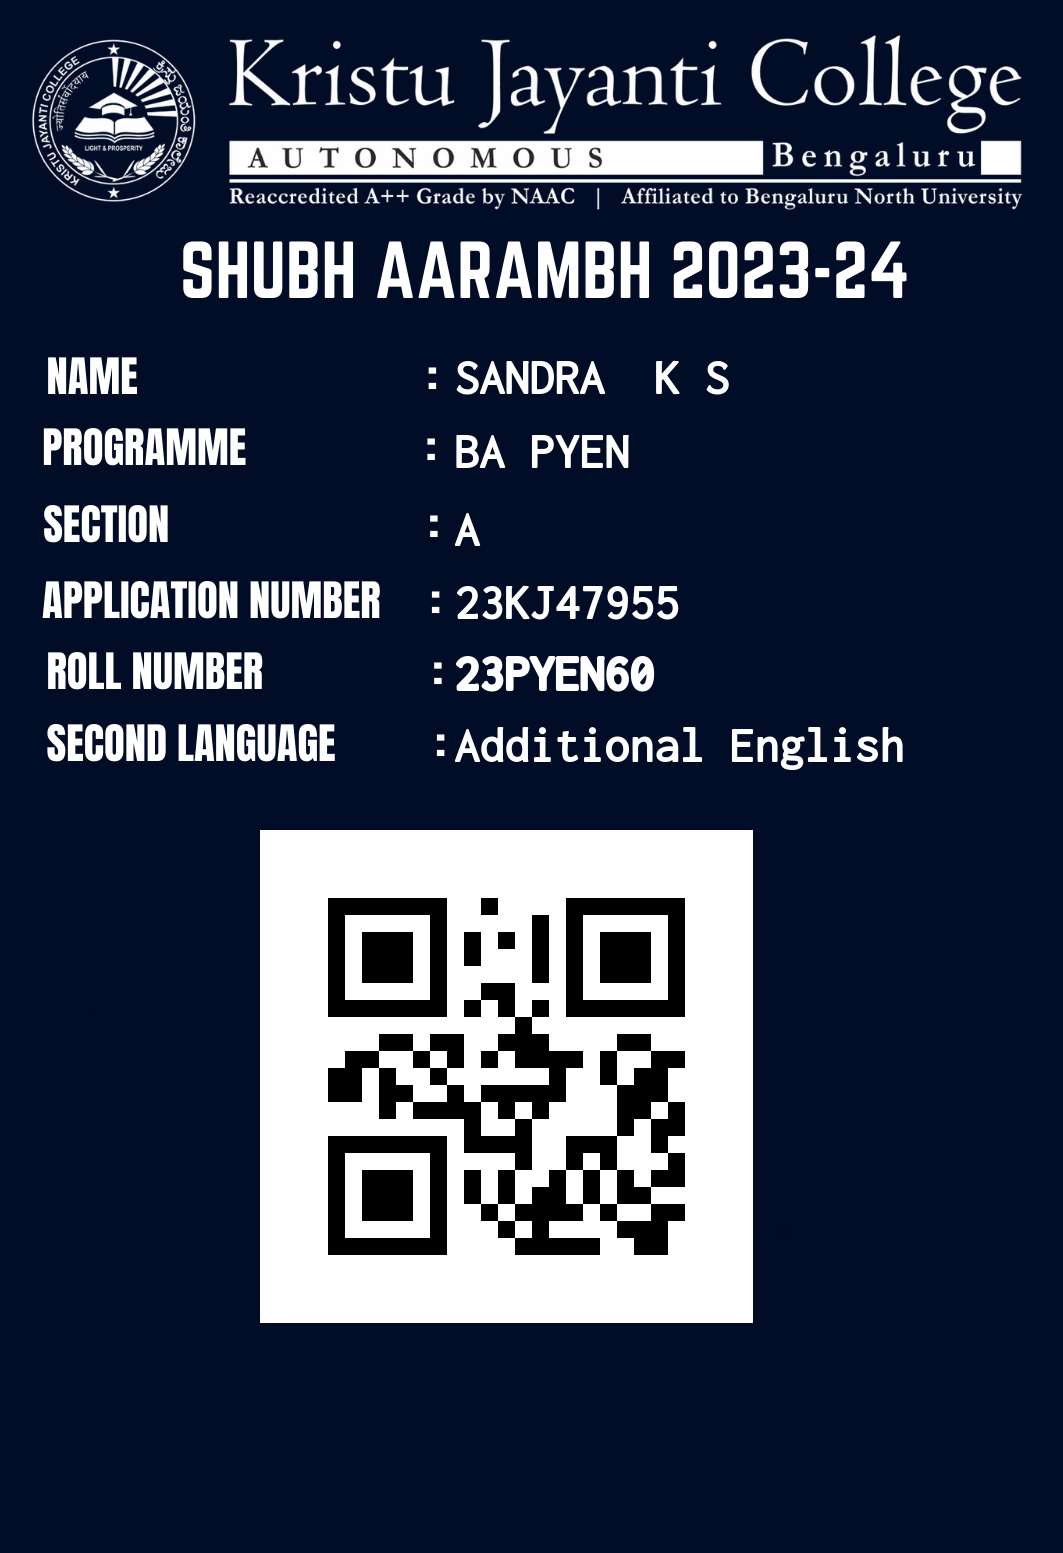 Kristu Jayanti College
AUTONOMOUS Bengaluru
Reaccredited A++ Grade by NAAC | Affiliated to Bengaluru North University
KRISTU JAYANTI COLLEGE
LIGHT & PROSPERITY
SHUBH AARAMBH 2023-24
NAME : SANDRA K S
PROGRAMME : BA PYEN
SECTION : A
APPLICATION NUMBER : 23KJ47955
ROLL NUMBER : 23PYEN60
SECOND LANGUAGE : Additional English